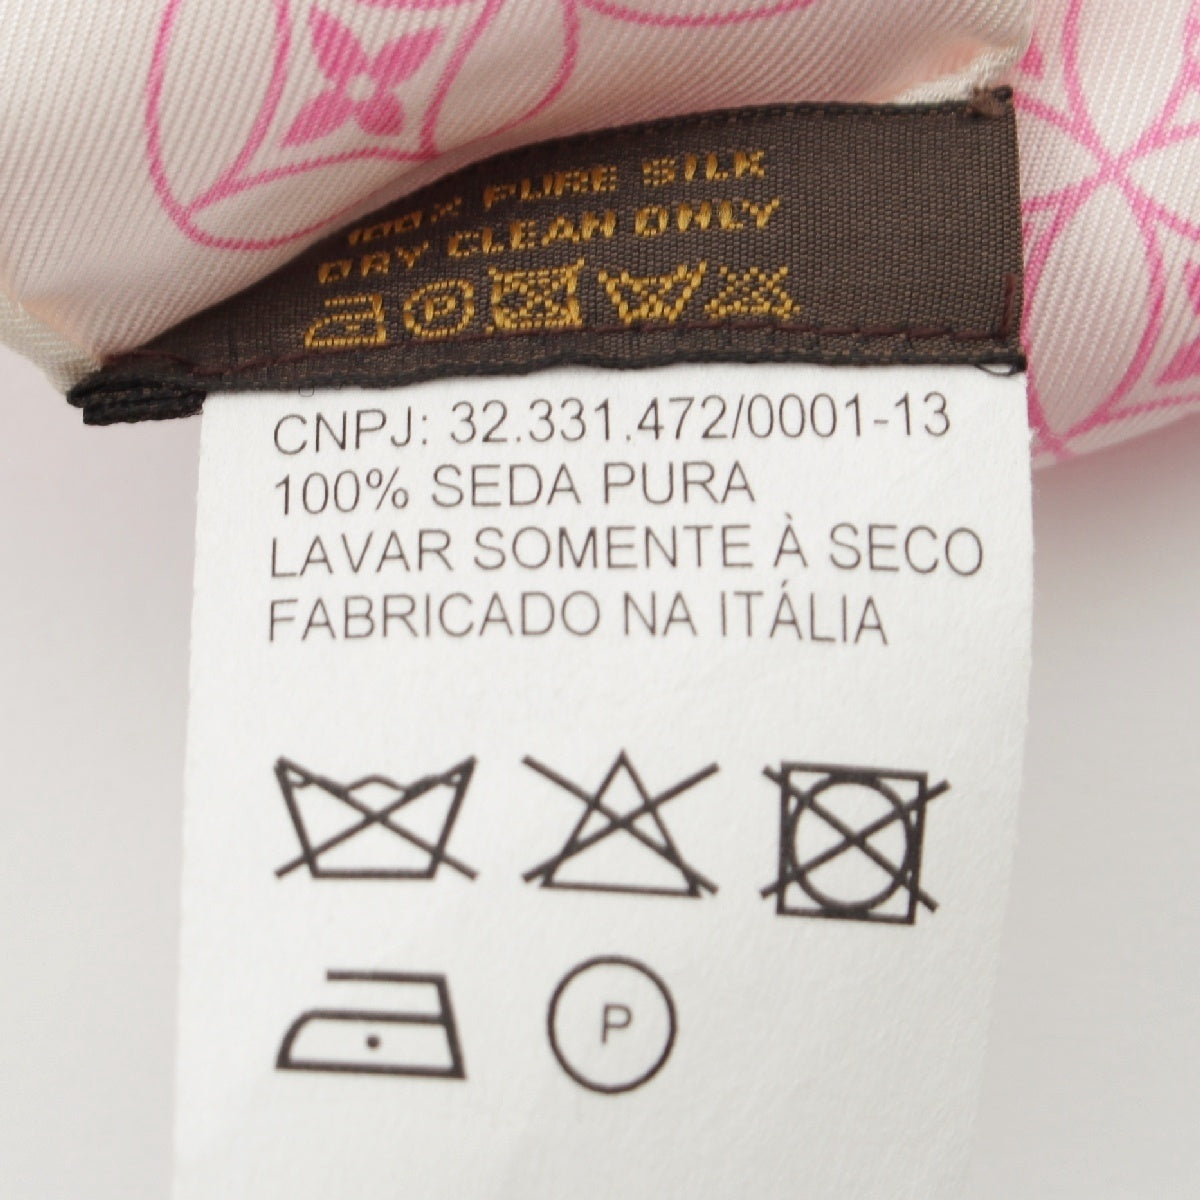 100% PURE SILK
DRY CLEAN ONLY
P
CNPJ: 32.331.472/0001-13
100% SEDA PURA
LAVAR SOMENTE À SECO
FABRICADO NA ITÁLIA
P